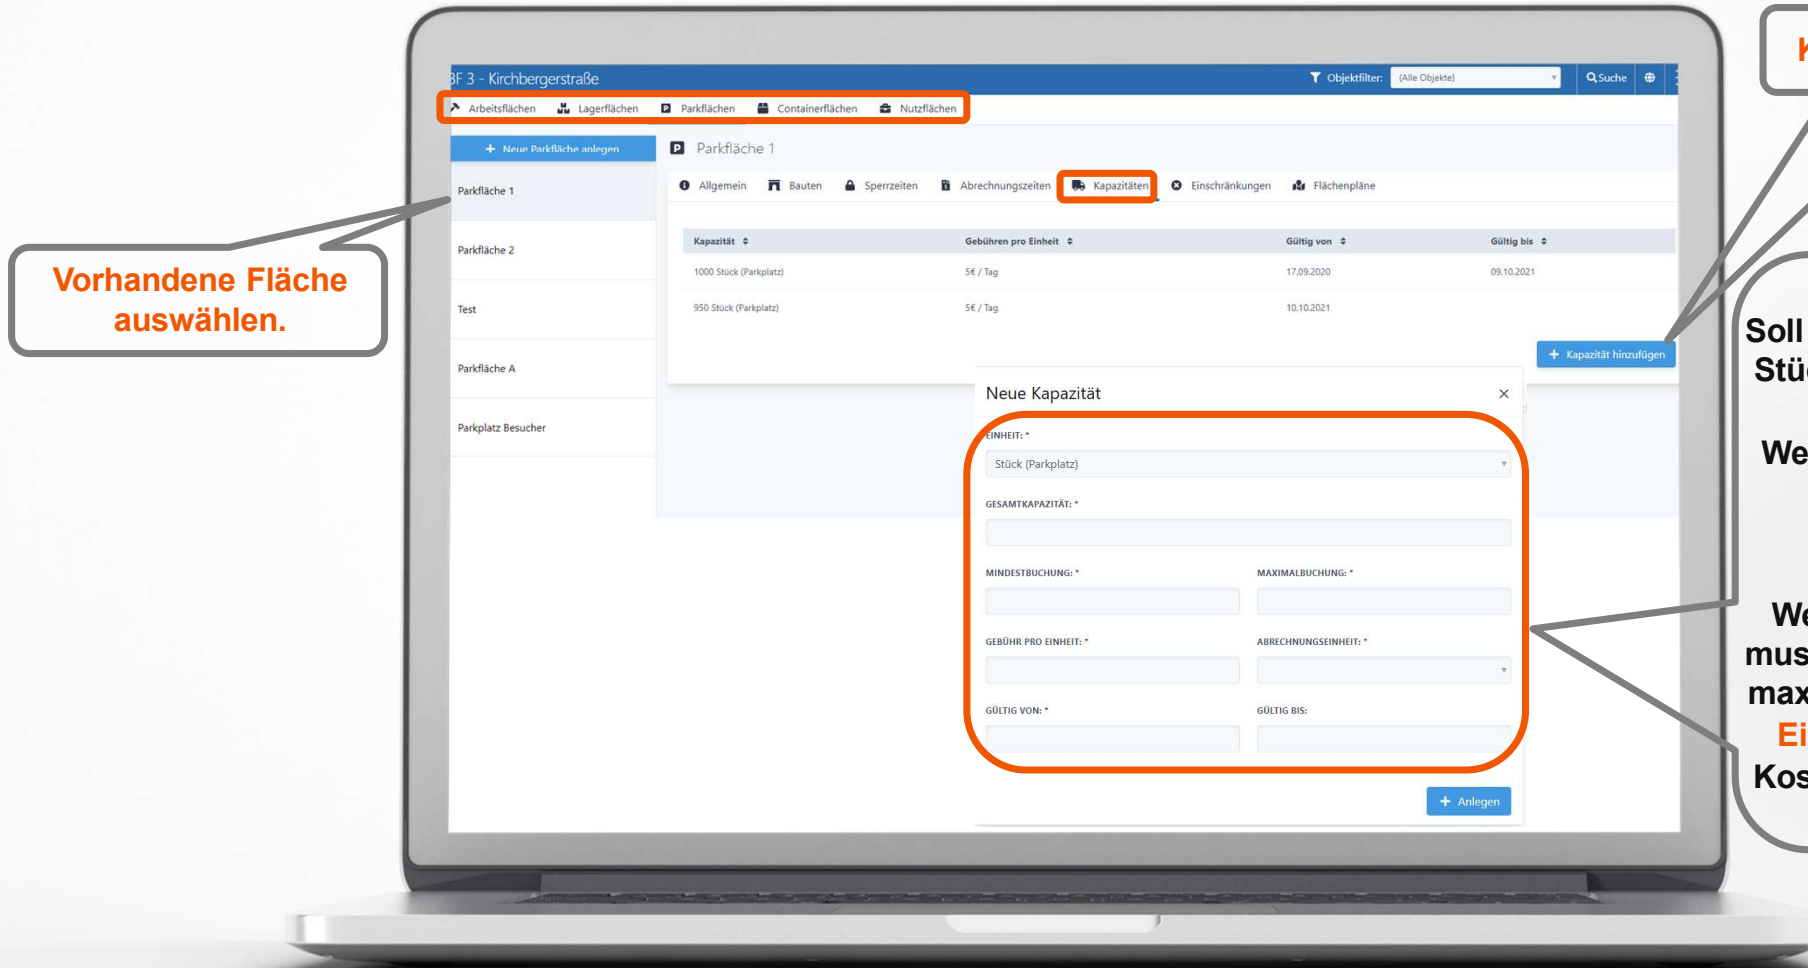 3F 3 - Kirchbergerstraße
Objektfilter: (Alle Objekte) Suche
Arbeitsflächen Lagerflächen Parkflächen Containerflächen Nutzflächen
+ Neue Parkfläche anlegen
Parkfläche 1
Parkfläche 2
Test
Parkfläche A
Parkplatz Besucher
Parkfläche 1
Allgemein Bauten Sperrzeiten Abrechnungszeiten Kapazitäten Einschränkungen Flächenpläne
Kapazität Gebühren pro Einheit Gültig von Gültig bis
1000 Stück (Parkplatz) 5€ / Tag 17.09.2020 09.10.2021
950 Stück (Parkplatz) 5€ / Tag 10.10.2021
+ Kapazität hinzufügen
Neue Kapazität ×
EINHEIT: *
Stück (Parkplatz)
GESAMTKAPAZITÄT: *
MINDESTBUCHUNG: * MAXIMALBUCHUNG: *
GEBÜHR PRO EINHEIT: * ABRECHNUNGSEINHEIT: *
GÜLTIG VON: * GÜLTIG BIS:
+ Anlegen
Vorhandene Fläche
auswählen.
K
Soll
Stüc
We
We
mus
max
Ei
Kos